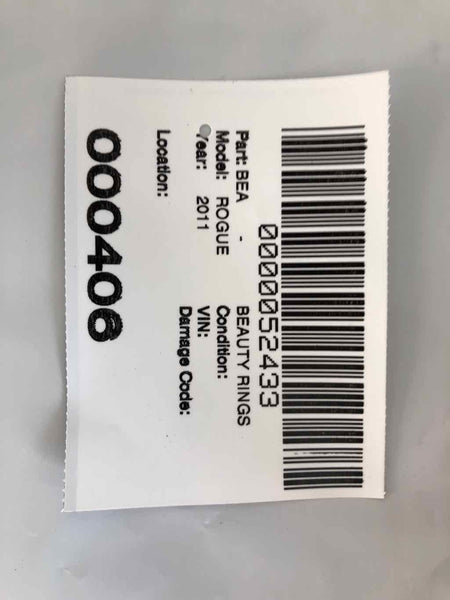 0000052433
Part: BEA - BEAUTY RINGS
Model: ROGUE Condition:
Year: 2011 VIN:
Damage Code:
Location:
000406